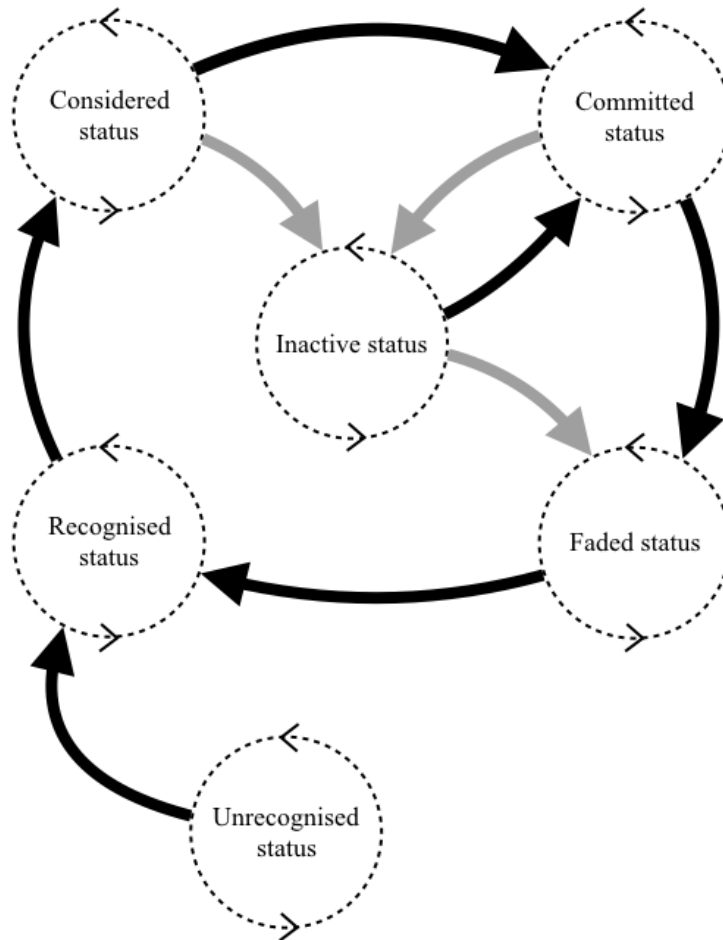 Considered
status
Committed
status
Inactive status
Recognised
status
Faded status
Unrecognised
status